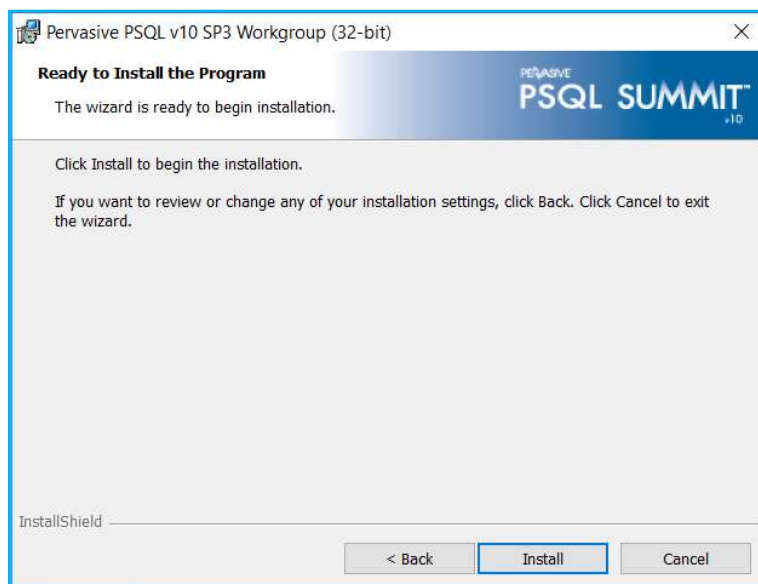 Pervasive PSQL v10 SP3 Workgroup (32-bit)
Ready to Install the Program
The wizard is ready to begin installation.
PERVASIVE
PSQL SUMMIT™
v10
Click Install to begin the installation.
If you want to review or change any of your installation settings, click Back. Click Cancel to exit
the wizard.
InstallShield
< Back
Install
Cancel